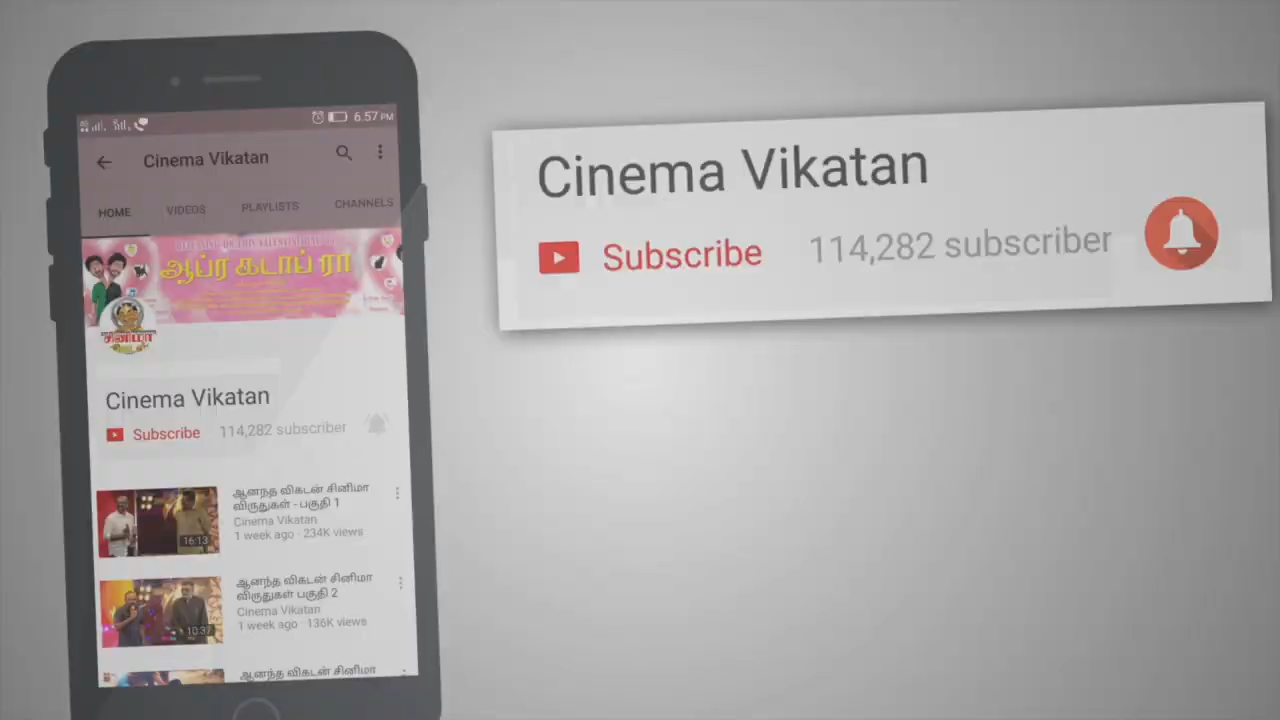 6.57 PM
Cinema Vikatan
HOME VIDEOS PLAYLISTS CHANNELS
ஆப்ர கடாப் ரா
சினிமா
Cinema Vikatan
Subscribe 114,282 subscriber
ஆனந்த விகடன் சினிமா
விருதுகள் - பகுதி 1
Cinema Vikatan
1 week ago · 234K views
16:13
ஆனந்த விகடன் சினிமா
விருதுகள் பகுதி 2
Cinema Vikatan
1 week ago · 136K views
10:37
ஆனந்த விகடன் சினிமா
Cinema Vikatan
Subscribe 114,282 subscriber